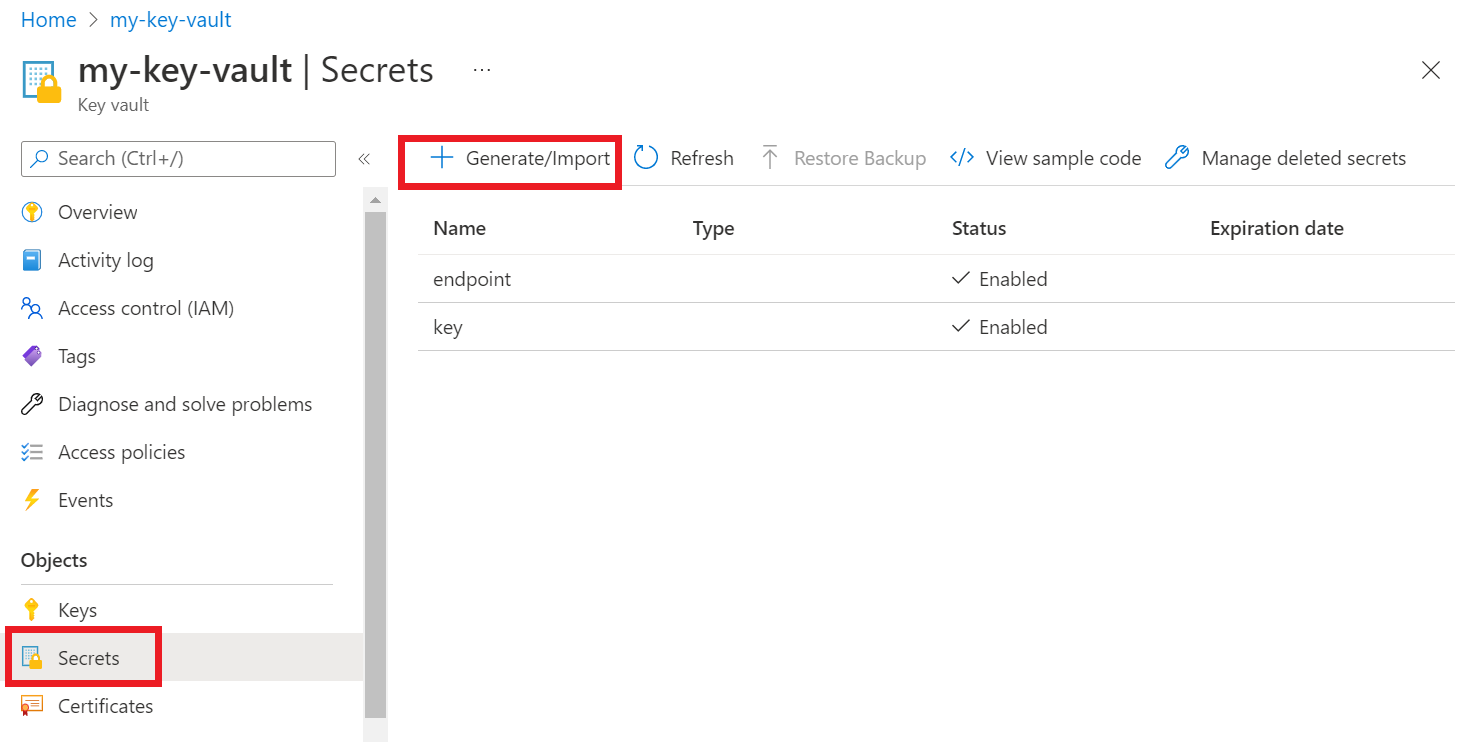 Home > my-key-vault
my-key-vault | Secrets ...
Key vault
Search (Ctrl+/) «
Overview
Activity log
Access control (IAM)
Tags
Diagnose and solve problems
Access policies
Events
Objects
Keys
Secrets
Certificates
Generate/Import Refresh Restore Backup </> View sample code Manage deleted secrets
Name Type Status Expiration date
endpoint Enabled
key Enabled